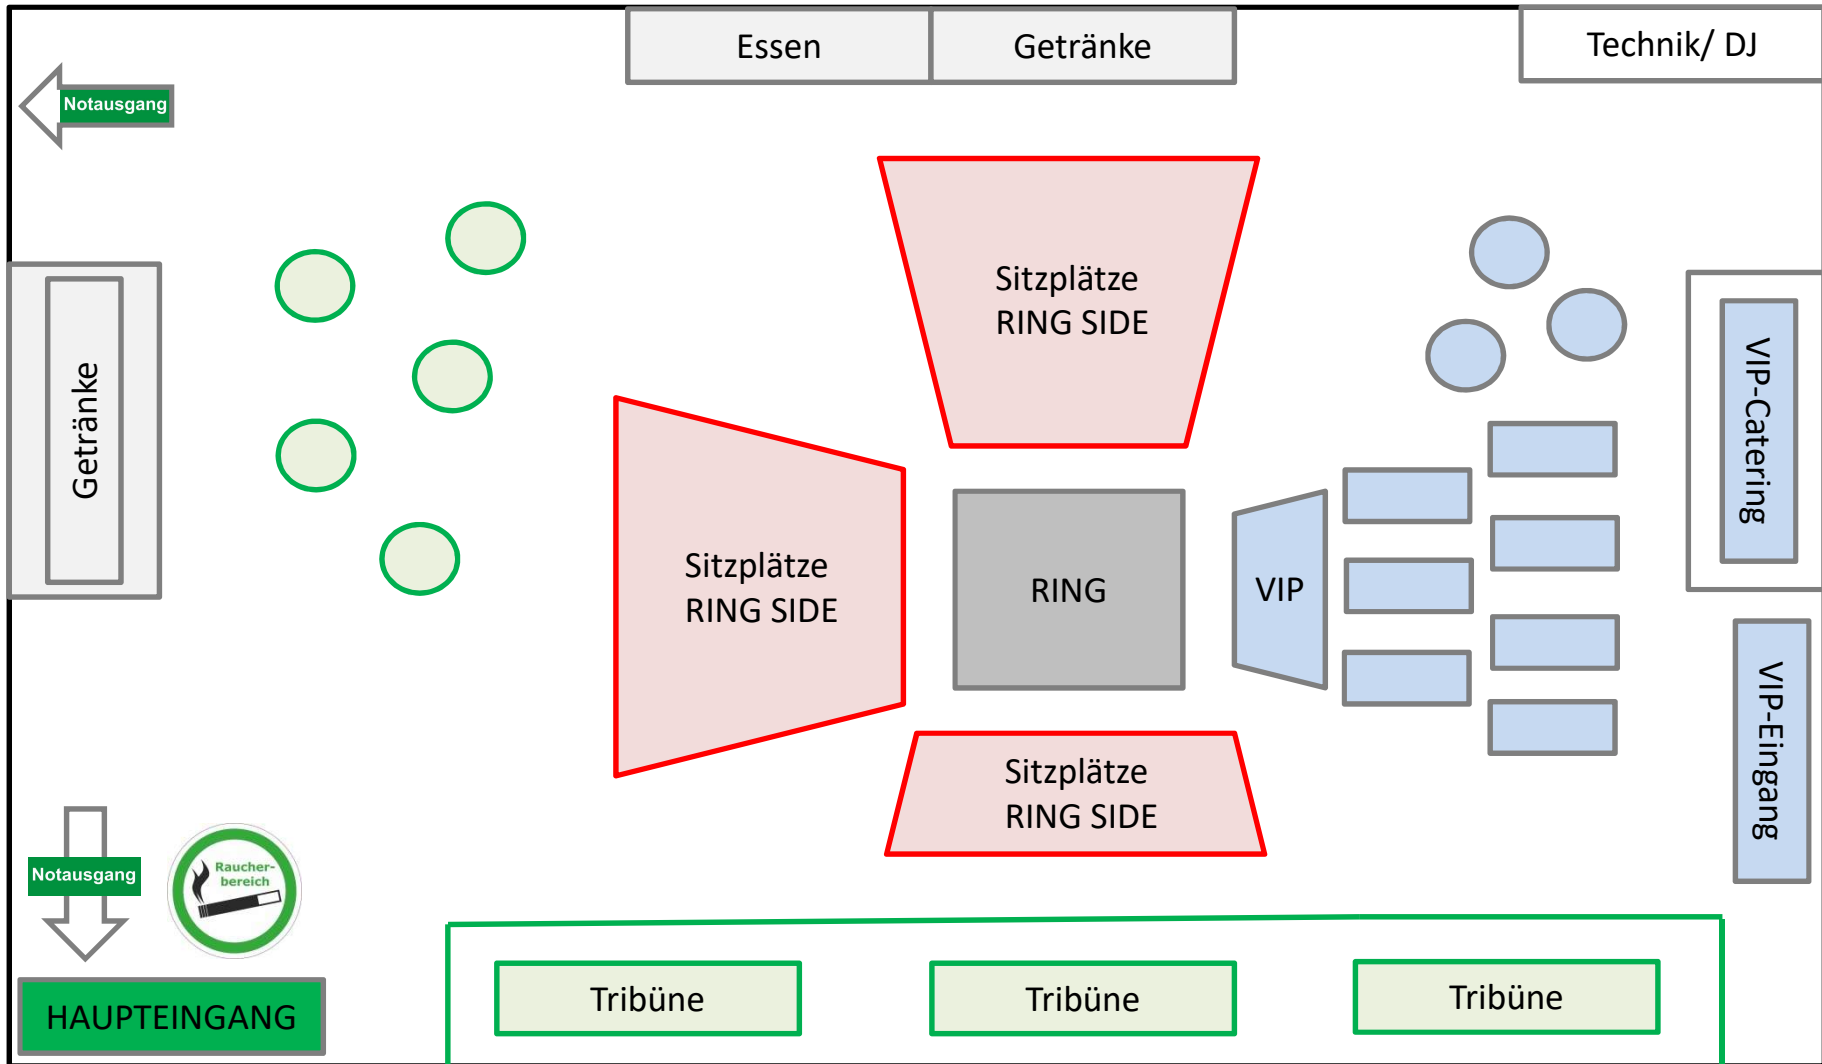 Essen
Getränke
Technik/ DJ
Notausgang
Sitzplätze
RING SIDE
Getränke
VIP-Catering
Sitzplätze
RING SIDE
RING
VIP
VIP-Eingang
Sitzplätze
RING SIDE
Raucher-
bereich
Notausgang
HAUPTEINGANG
Tribüne
Tribüne
Tribüne